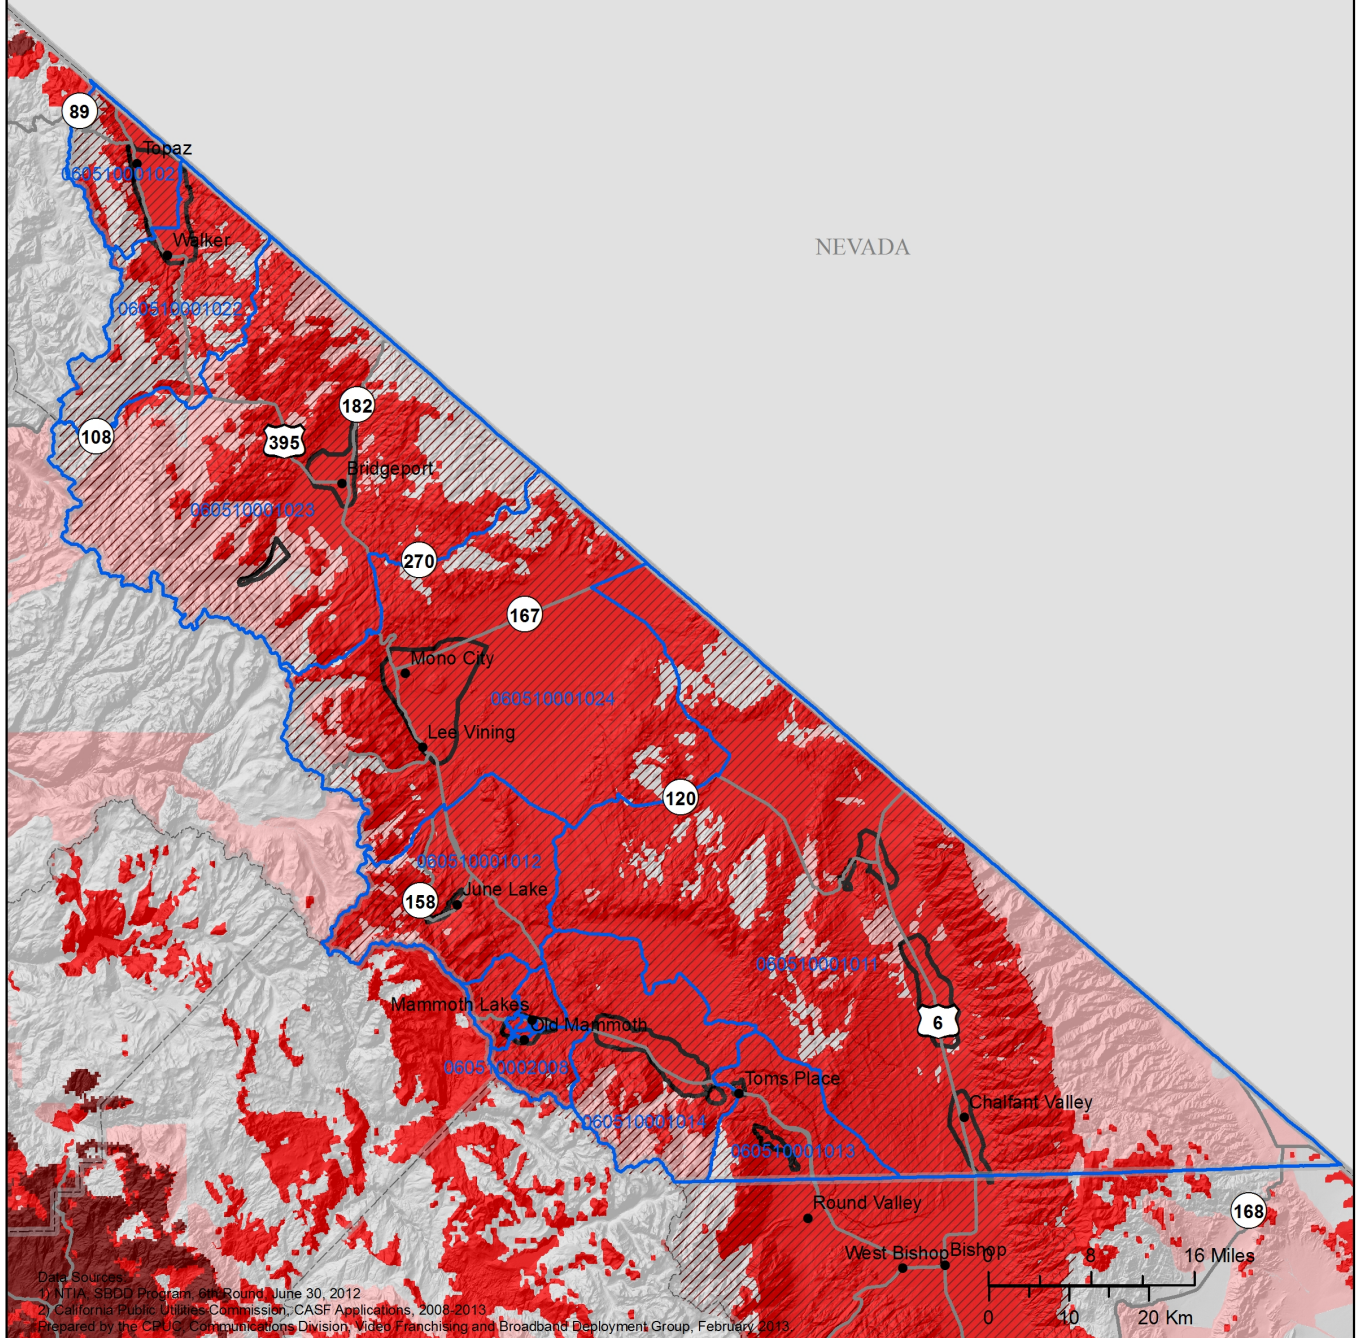 89
Topaz
060510001021
NEVADA
Walker
060510001022
182
108
395
Bridgeport
060510001023
270
167
Mono City
060510001024
Lee Vining
120
060510001012
June Lake
158
060510001011
Mammoth Lakes
Old Mammoth
6
060510002008
Toms Place
Chalfant Valley
060510001014
060510001013
Round Valley
168
West Bishop
Bishop
0 8 16 Miles
0 10 20 Km
Data Sources:
1) NTIA, SBDD Program, 6th Round, June 30, 2012
2) California Public Utilities Commission, CASF Applications, 2008-2013
Prepared by the CPUC, Communications Division, Video Franchising and Broadband Deployment Group, February 2013